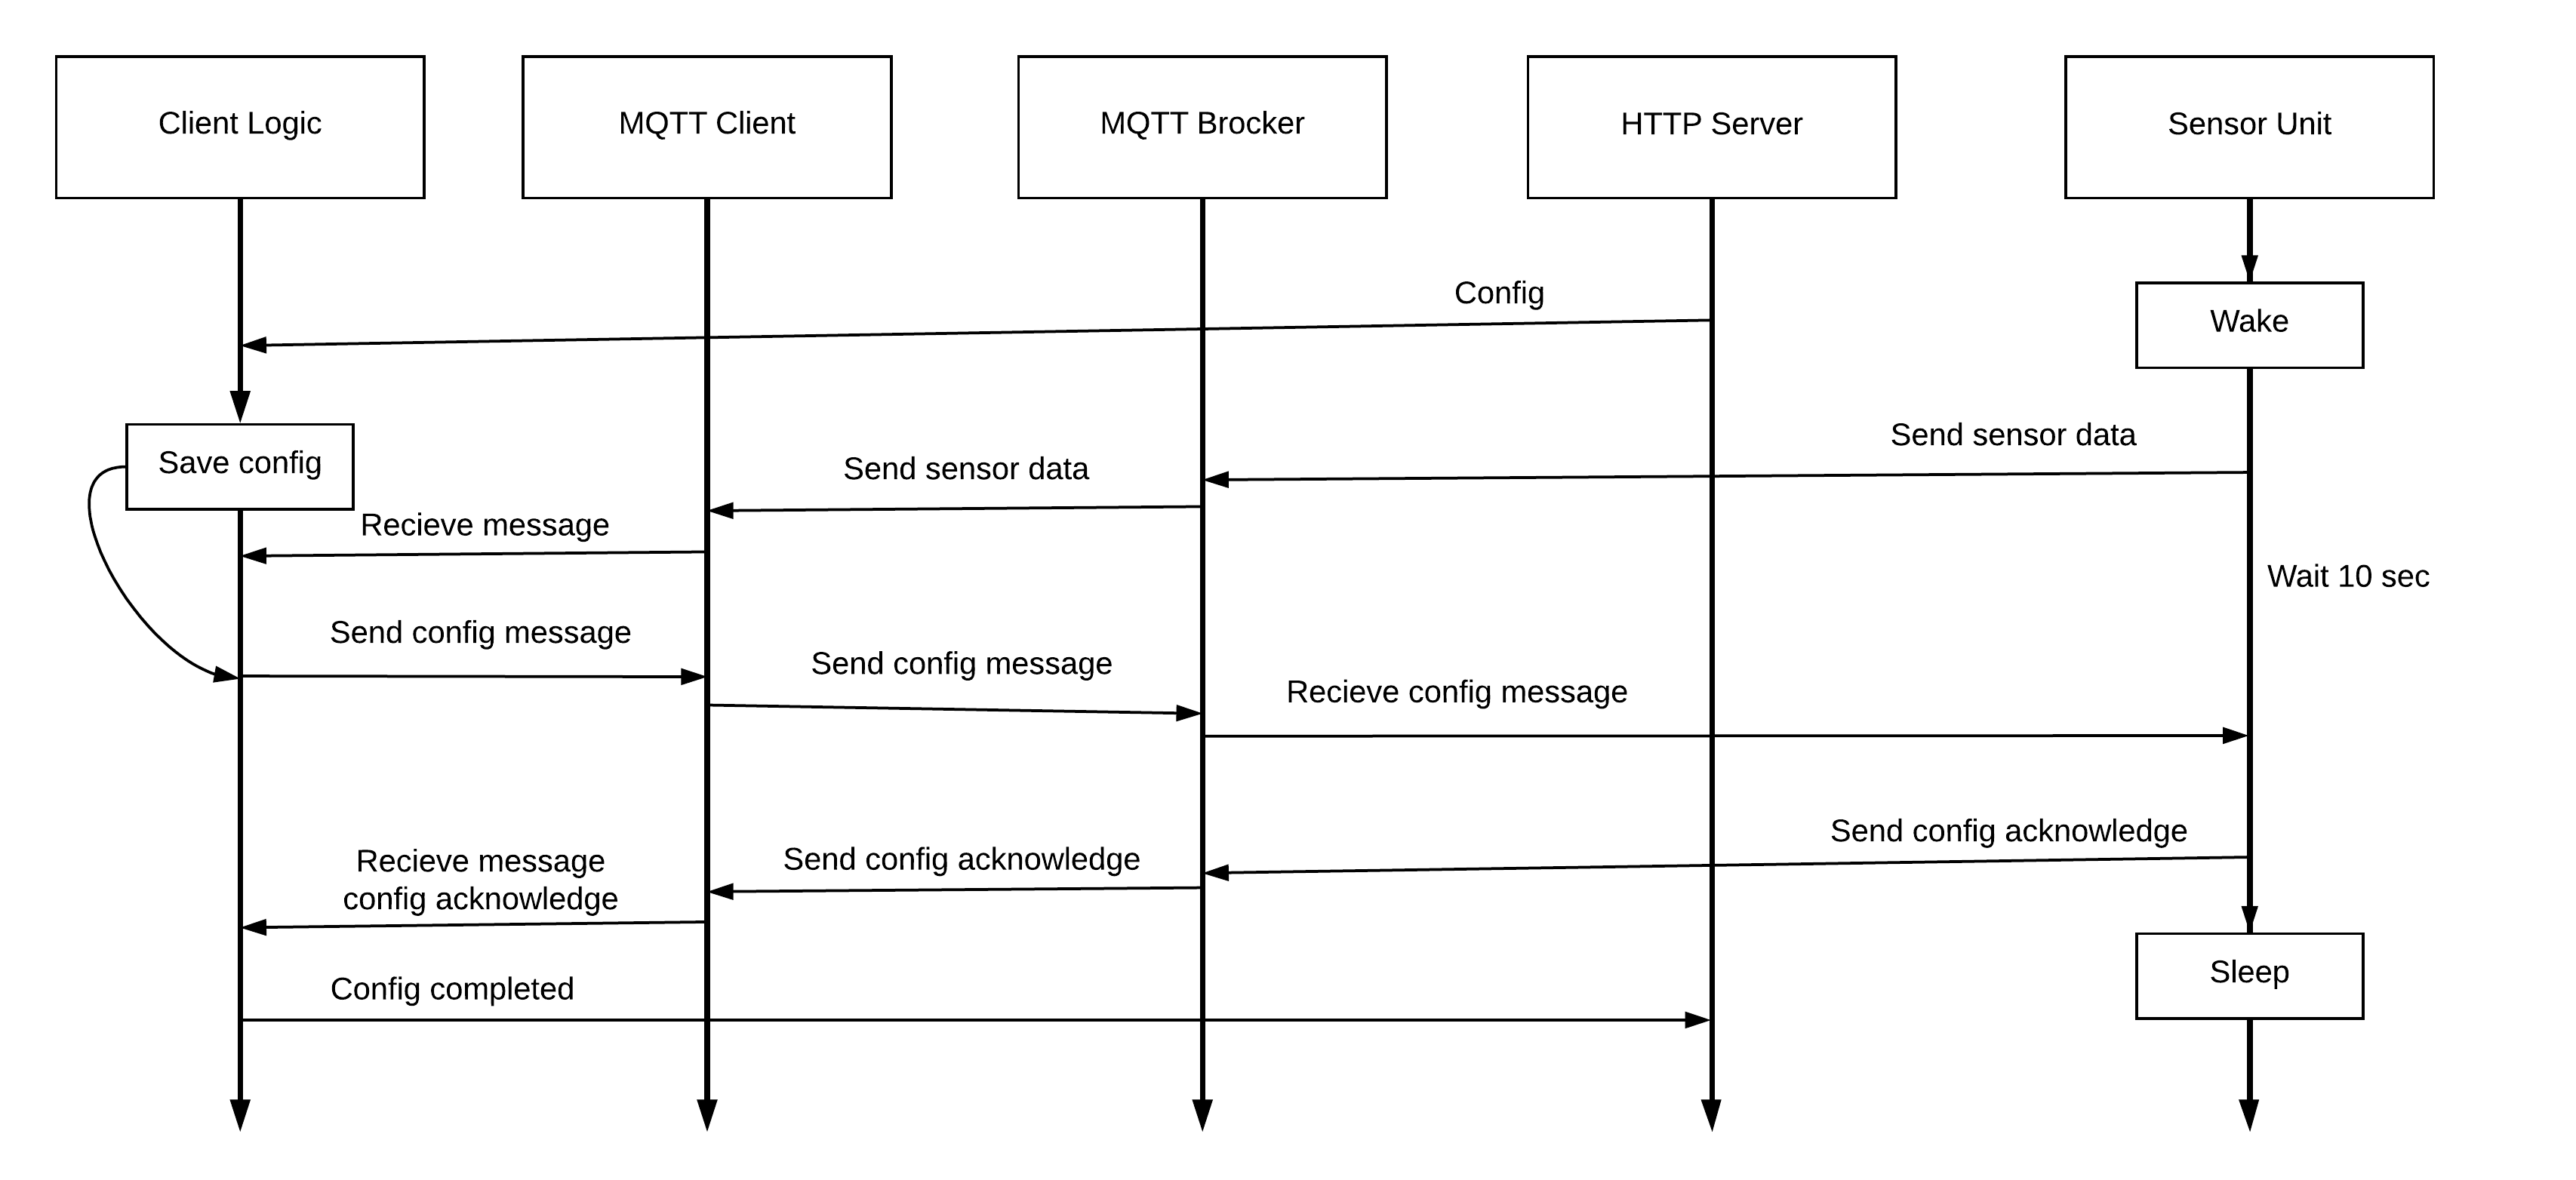 Client Logic
MQTT Client
MQTT Brocker
HTTP Server
Sensor Unit
Config
Wake
Save config
Send sensor data
Send sensor data
Recieve message
Wait 10 sec
Send config message
Send config message
Recieve config message
Send config acknowledge
Send config acknowledge
Recieve message
config acknowledge
Sleep
Config completed